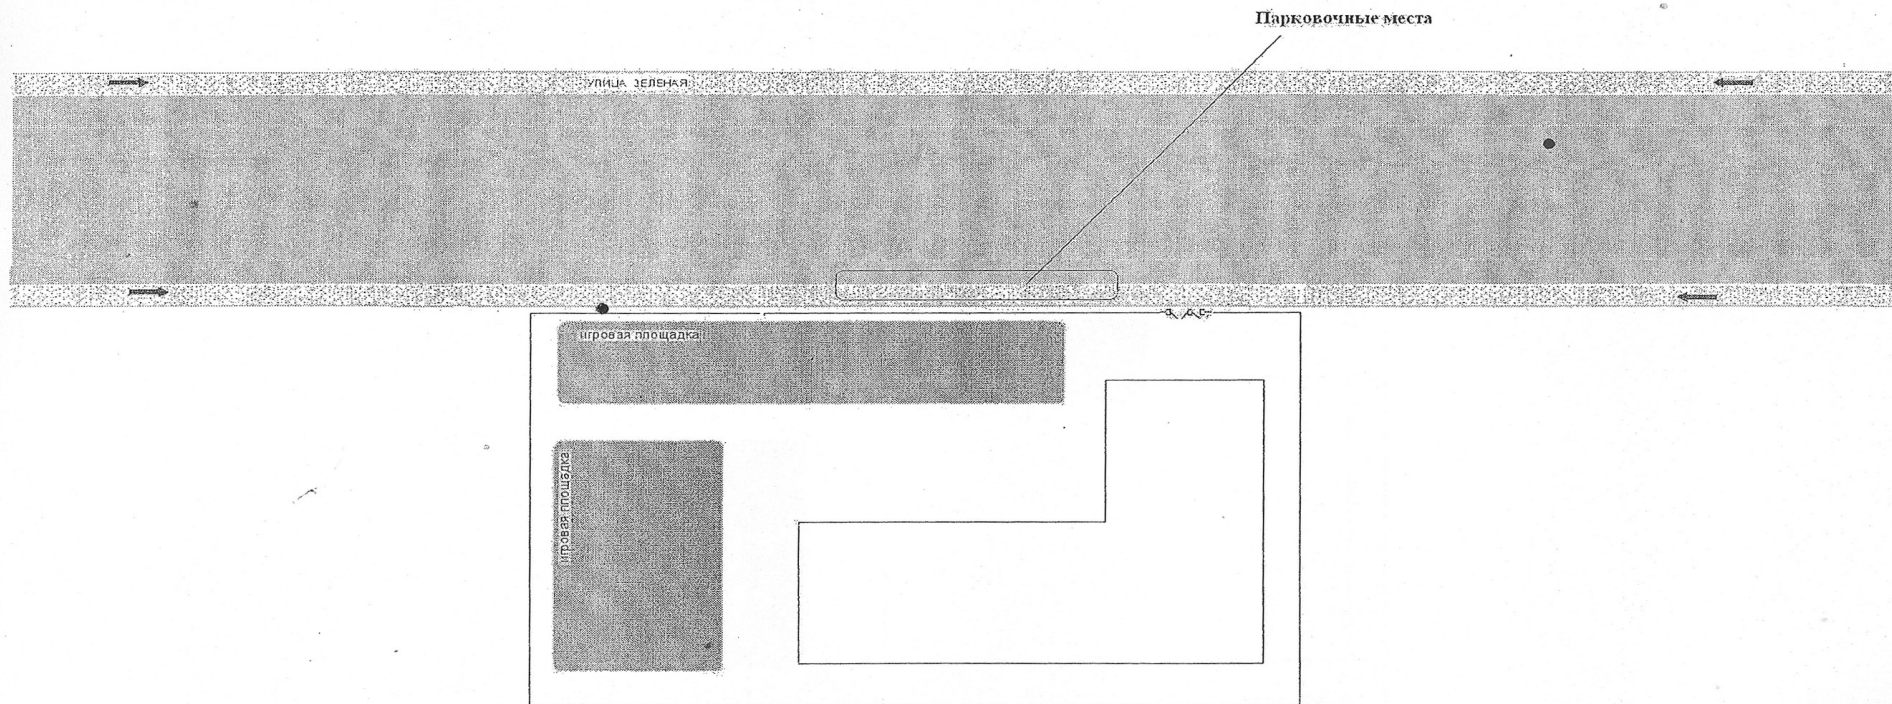 Парковочные места
УЛИЦА ЗЕЛЕНАЯ
игровая площадка
игровая площадка